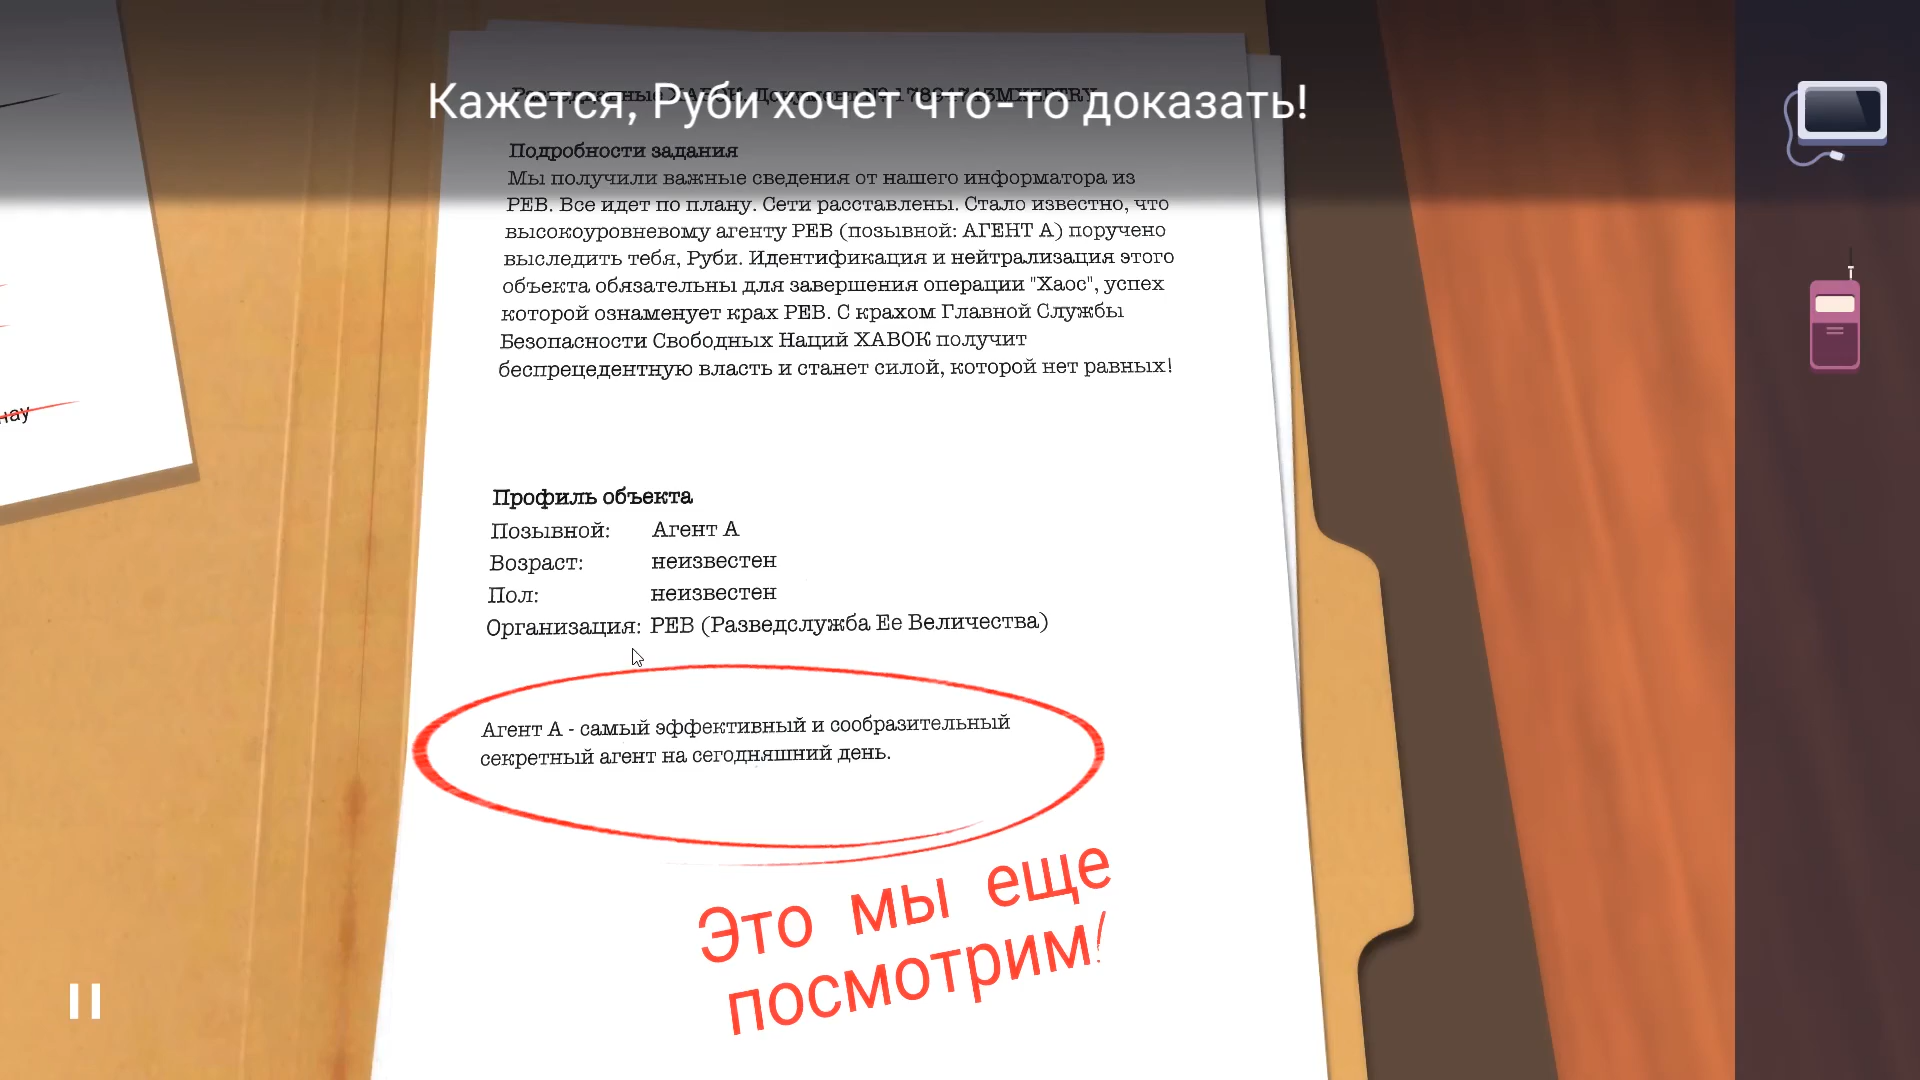 Кажется, Руби хочет что-то доказать!
Подробности задания
Мы получили важные сведения от нашего информатора из
РЕВ. Все идет по плану. Сети расставлены. Стало известно, что
высокоуровневому агенту РЕВ (позывной: АГЕНТ А) поручено
выследить тебя, Руби. Идентификация и нейтрализация этого
объекта обязательны для завершения операции "Хаос", успех
которой ознаменует крах РЕВ. С крахом Главной Службы
Безопасности Свободных Наций ХАВОК получит
беспрецедентную власть и станет силой, которой нет равных!
Профиль объекта
Позывной: Агент А
Возраст: неизвестен
Пол: неизвестен
Организация: РЕВ (Разведслужба Ее Величества)
Агент А - самый эффективный и сообразительный
секретный агент на сегодняшний день.
Это мы еще
посмотрим!